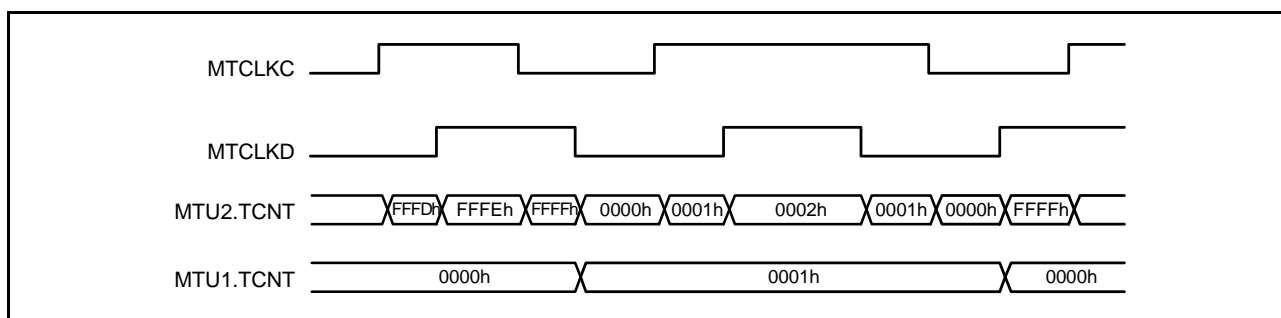 MTCLKC
MTCLKD
MTU2.TCNT FFFDh FFFEh FFFFh 0000h 0001h 0002h 0001h 0000h FFFFh
MTU1.TCNT 0000h 0001h 0000h